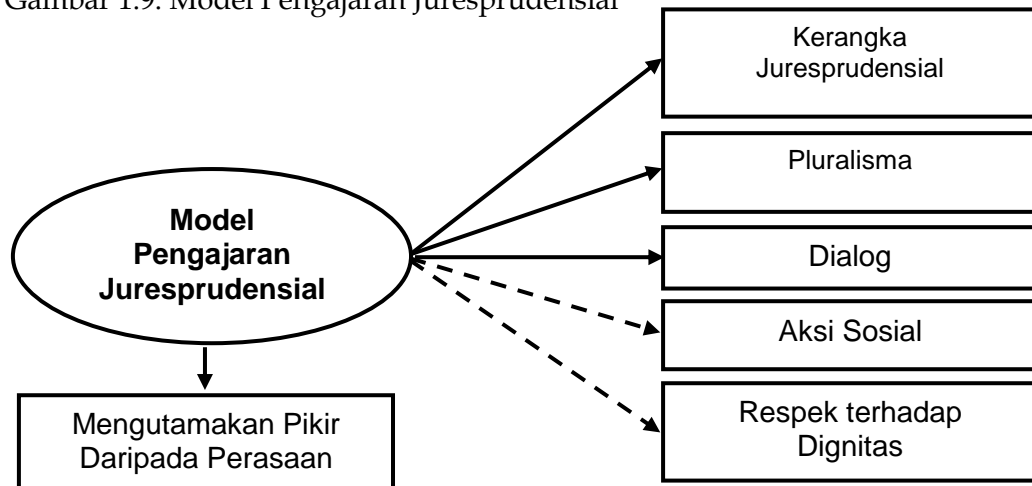 Gambar 1.9. Model Pengajaran Juresprudensial
Kerangka
Juresprudensial
Pluralisma
Model
Pengajaran
Juresprudensial
Dialog
Aksi Sosial
Mengutamakan Pikir
Daripada Perasaan
Respek terhadap
Dignitas